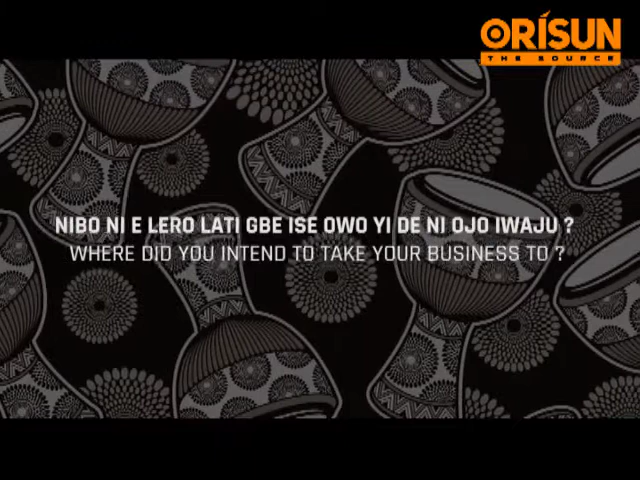 ORÍSUN
THE SOURCE
NIBO NI E LERO LATI GBE ISE OWO YI DE NI OJO IWAJU ?
WHERE DID YOU INTEND TO TAKE YOUR BUSINESS TO ?